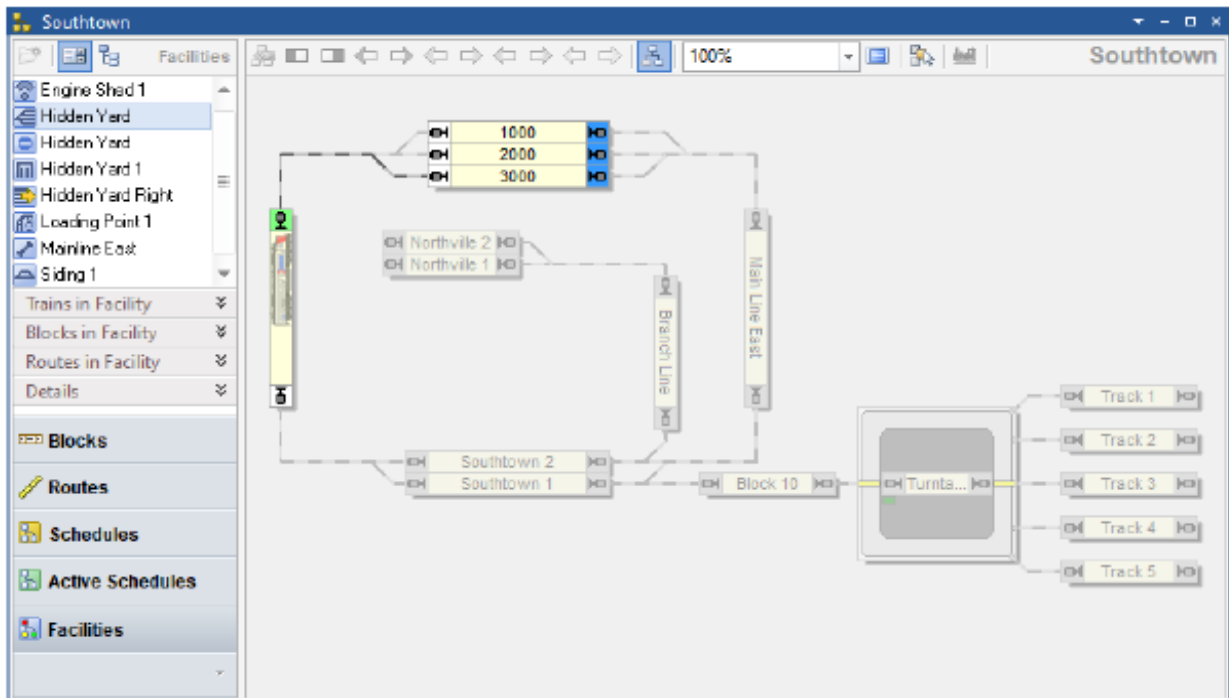 Southtown
Facilities
100%
Southtown
Engine Shed 1
Hidden Yard
Hidden Yard
Hidden Yard 1
Hidden Yard Right
Loading Point 1
Mainline East
Siding 1
Trains in Facility
Blocks in Facility
Routes in Facility
Details
Blocks
Routes
Schedules
Active Schedules
Facilities
1000
2000
3000
Northville 2
Northville 1
Branch Line
Main Line East
Southtown 2
Southtown 1
Block 10
Turnta...
Track 1
Track 2
Track 3
Track 4
Track 5